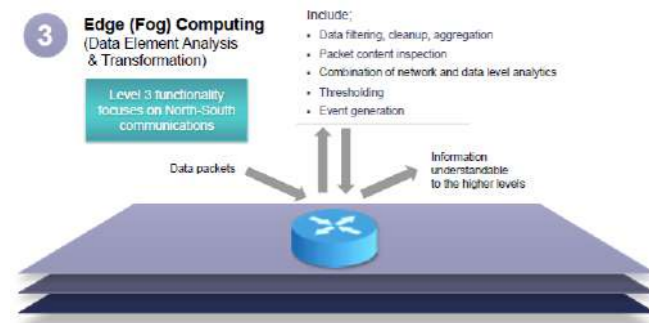 3
Edge (Fog) Computing
(Data Element Analysis
& Transformation)
Level 3 functionality
focuses on North-South
communications
Include;
• Data filtering, cleanup, aggregation
• Packet content inspection
• Combination of network and data level analytics
• Thresholding
• Event generation
Data packets
Information
understandable
to the higher levels